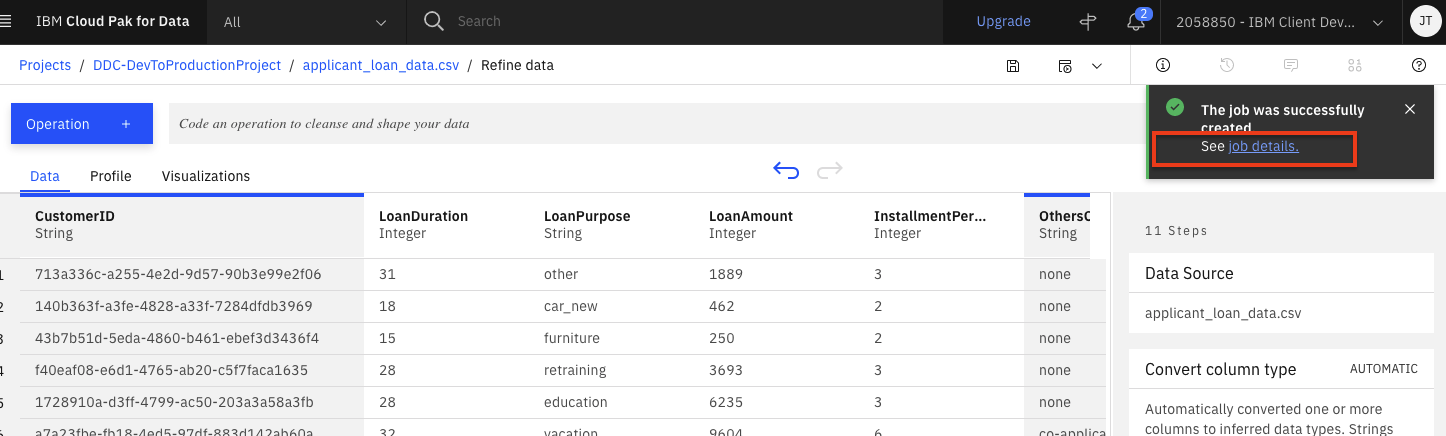 IBM Cloud Pak for Data All Search Upgrade 2 2058850 - IBM Client Dev... JT
Projects / DDC-DevToProductionProject / applicant_loan_data.csv / Refine data
Operation + Code an operation to cleanse and shape your data
The job was successfully
created
See job details.
Data Profile Visualizations
CustomerID LoanDuration LoanPurpose LoanAmount InstallmentPer... OthersC
String Integer String Integer Integer String
1 713a336c-a255-4e2d-9d57-90b3e99e2f06 31 other 1889 3 none
2 140b363f-a3fe-4828-a33f-7284dfdb3969 18 car_new 462 2 none
3 43b7b51d-5eda-4860-b461-ebef3d3436f4 15 furniture 250 2 none
4 f40eaf08-e6d1-4765-ab20-c5f7faca1635 28 retraining 3693 3 none
5 1728910a-d3ff-4799-ac50-203a3a58a3fb 28 education 6235 3 none
6 a7a23fbe-fb18-4ed5-97df-883d142ab60a 32 vacation 9604 6 co-applica
11 Steps
Data Source
applicant_loan_data.csv
Convert column type AUTOMATIC
Automatically converted one or more
columns to inferred data types. Strings